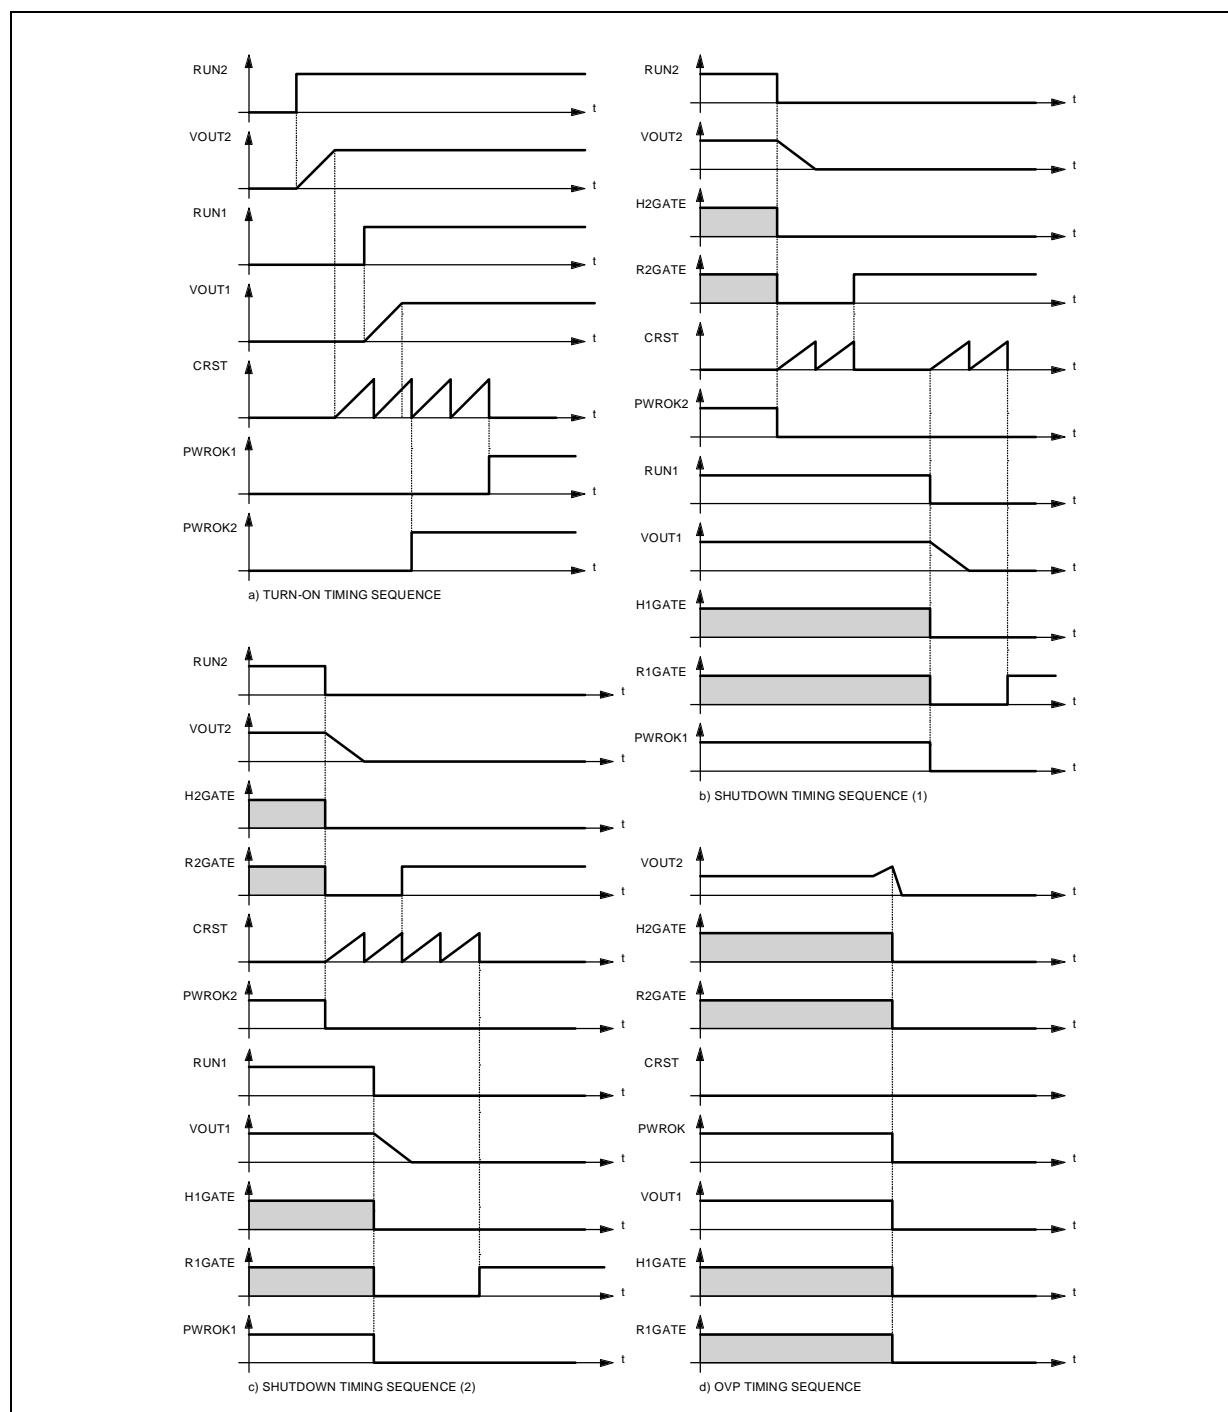 RUN2
t
VOUT2
t
RUN1
t
VOUT1
t
CRST
t
PWROK1
t
PWROK2
t
a) TURN-ON TIMING SEQUENCE
RUN2
t
VOUT2
t
H2GATE
t
R2GATE
t
CRST
t
PWROK2
t
RUN1
t
VOUT1
t
H1GATE
t
R1GATE
t
PWROK1
t
b) SHUTDOWN TIMING SEQUENCE (1)
RUN2
t
VOUT2
t
H2GATE
t
R2GATE
t
CRST
t
PWROK2
t
RUN1
t
VOUT1
t
H1GATE
t
R1GATE
t
PWROK1
t
c) SHUTDOWN TIMING SEQUENCE (2)
VOUT2
t
H2GATE
t
R2GATE
t
CRST
t
PWROK
t
VOUT1
t
H1GATE
t
R1GATE
t
d) OVP TIMING SEQUENCE